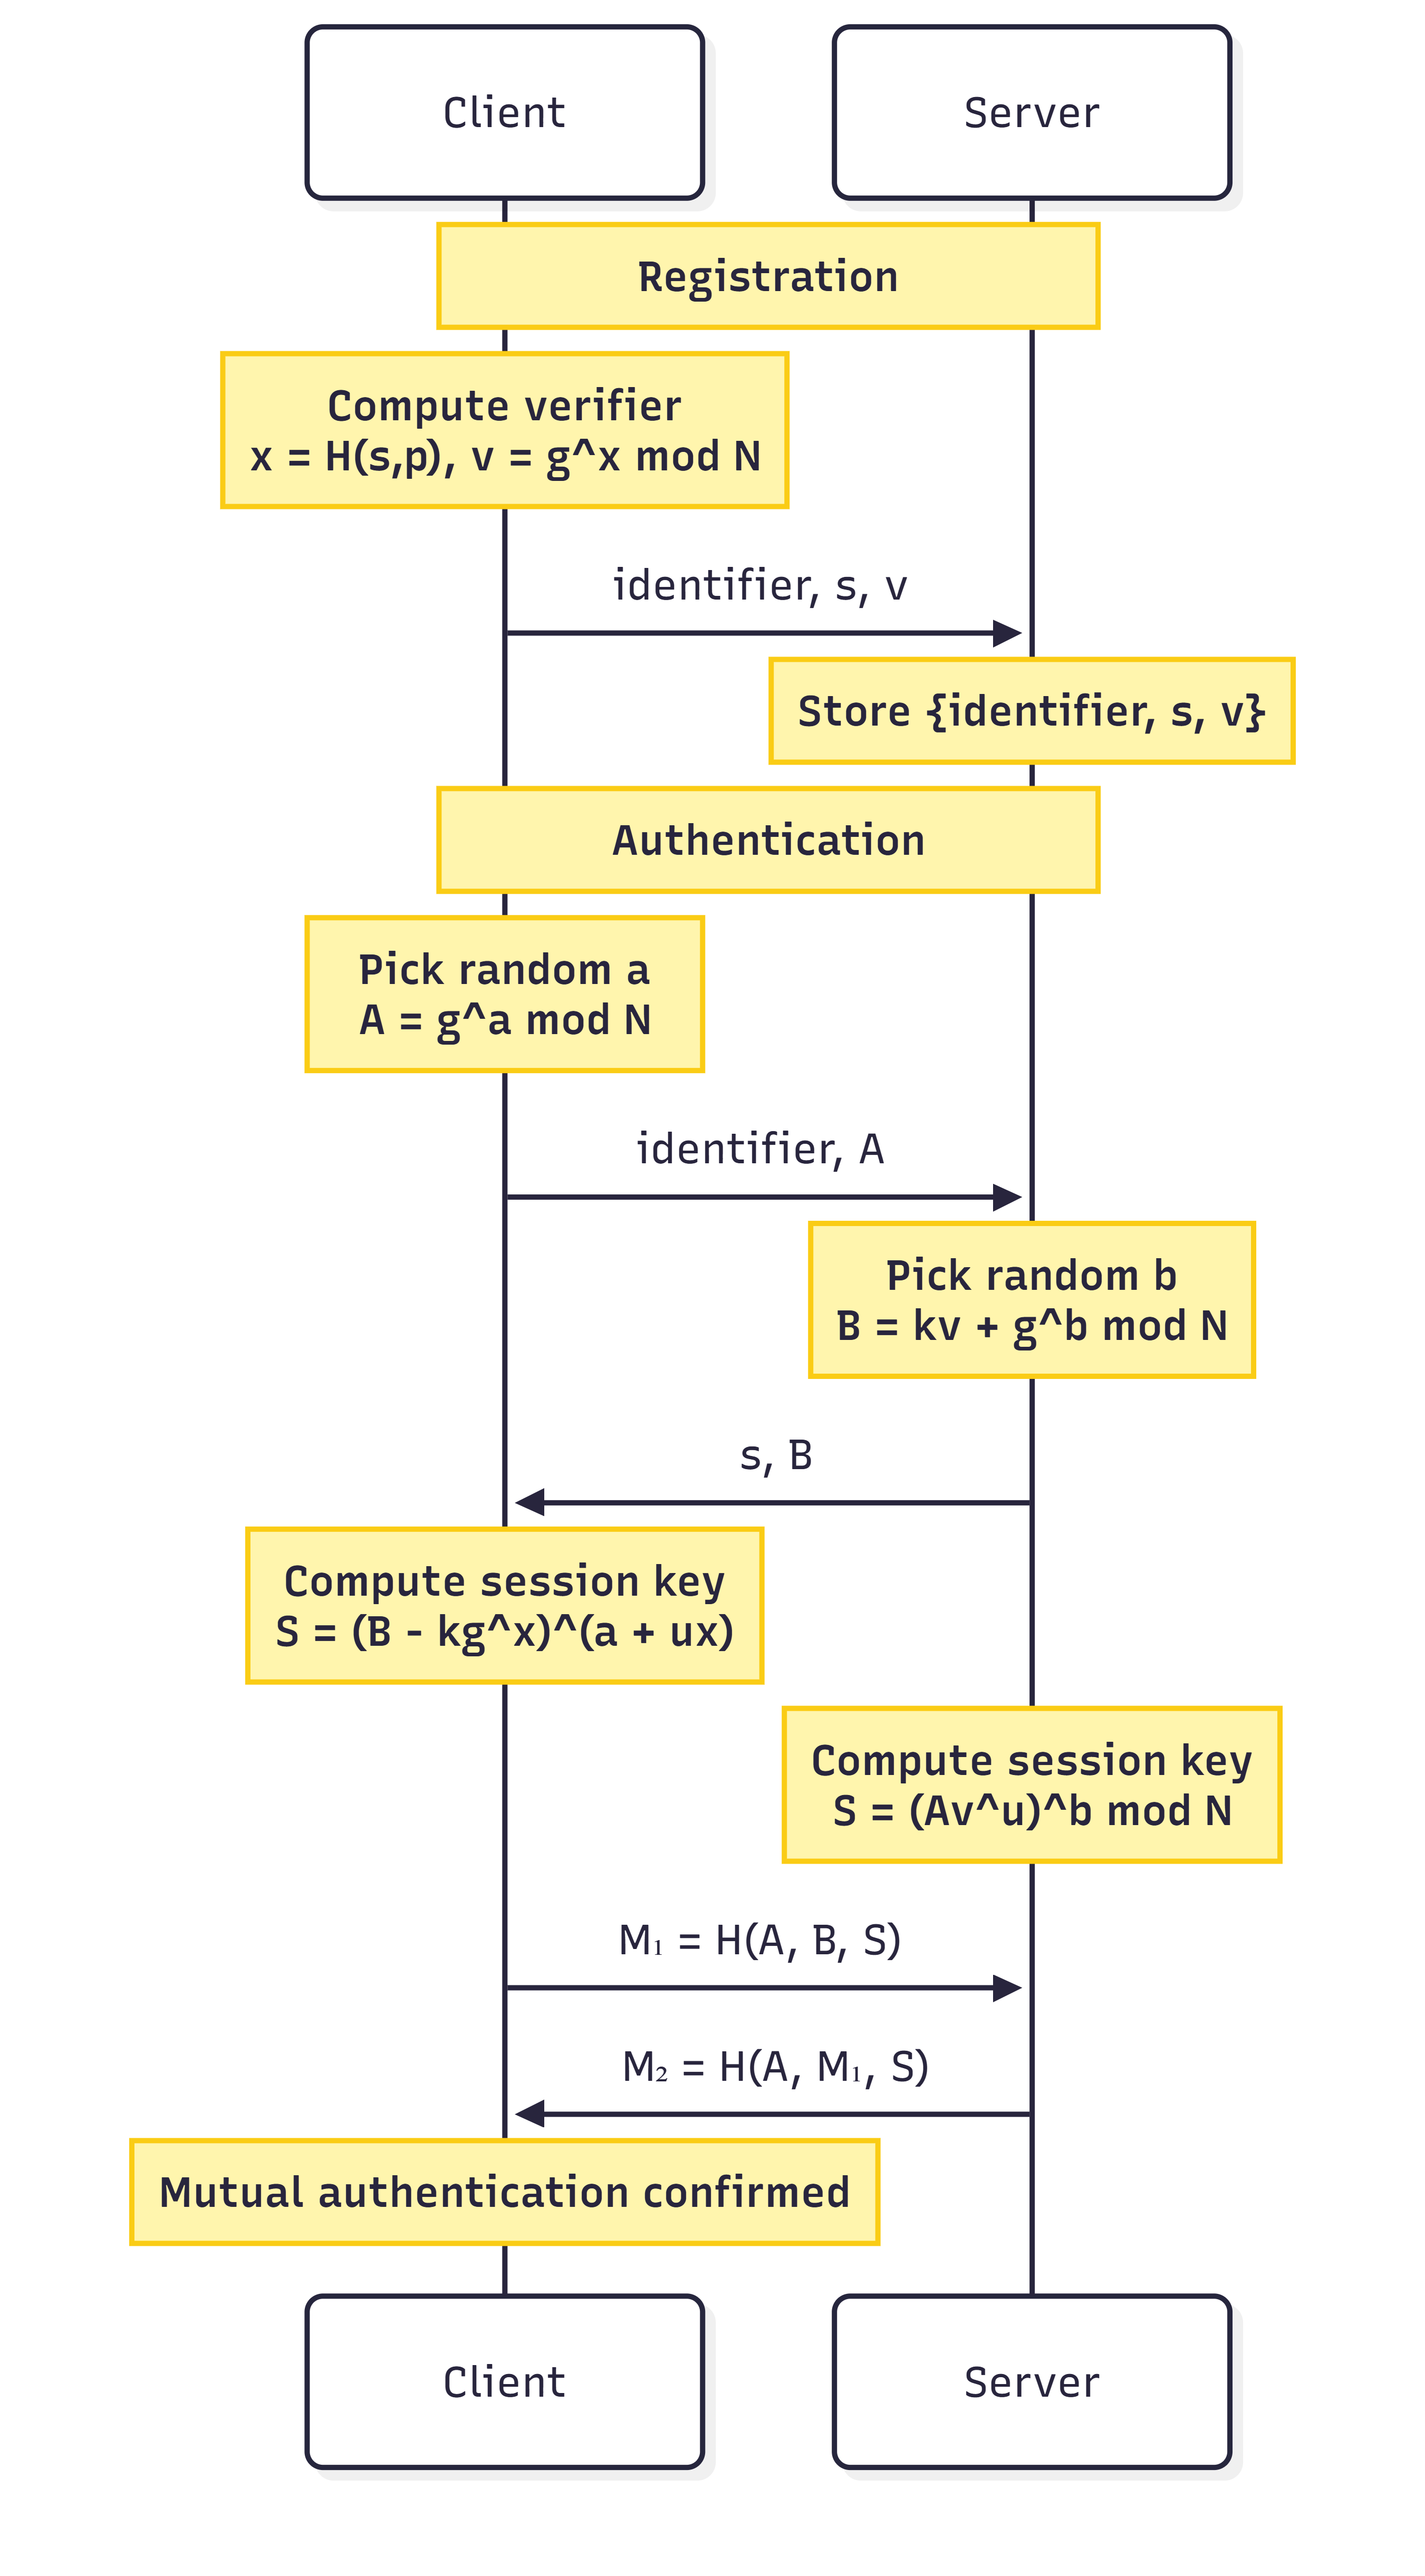 Client
Server
Registration
Compute verifier
x = H(s,p), v = g^x mod N
identifier, s, v
Store {identifier, s, v}
Authentication
Pick random a
A = g^a mod N
identifier, A
Pick random b
B = kv + g^b mod N
s, B
Compute session key
S = (B - kg^x)^(a + ux)
Compute session key
S = (Av^u)^b mod N
M₁ = H(A, B, S)
M₂ = H(A, M₁, S)
Mutual authentication confirmed
Client
Server